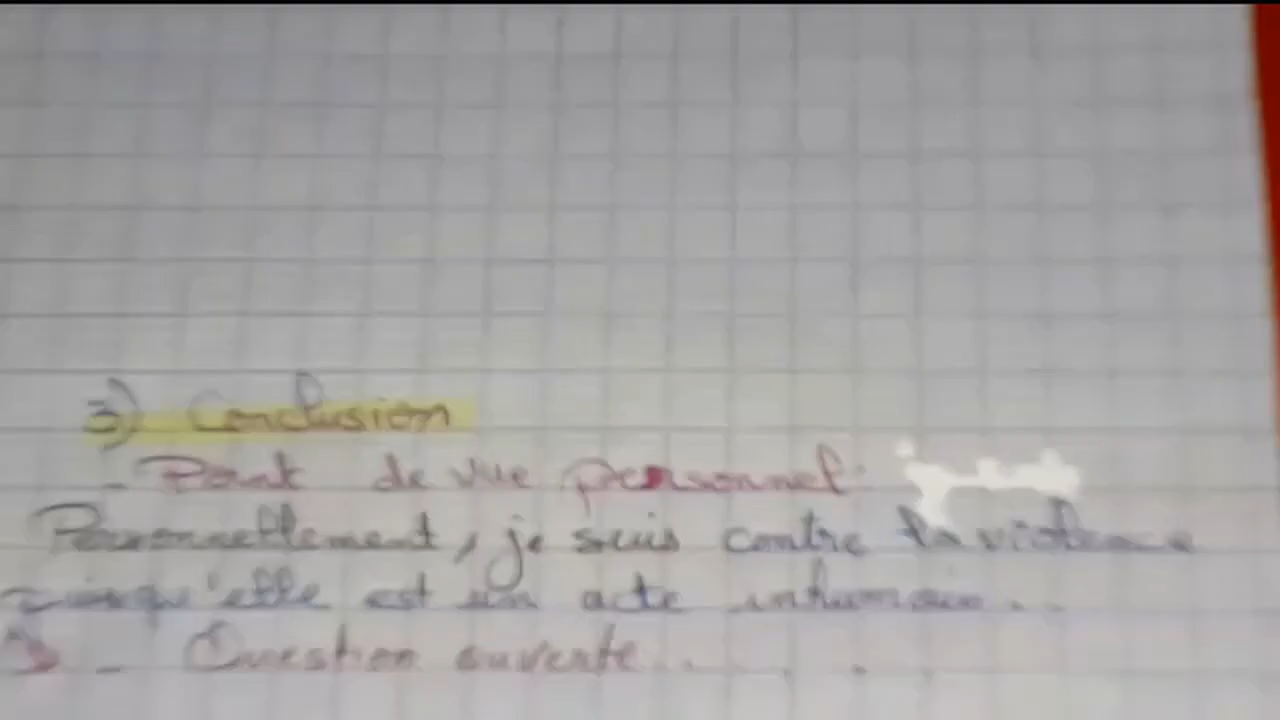 3) Conclusion
- Point de vue personnel:
Personnellement, je suis contre la violence
puisqu'elle est un acte inhumain...
- Question ouverte....